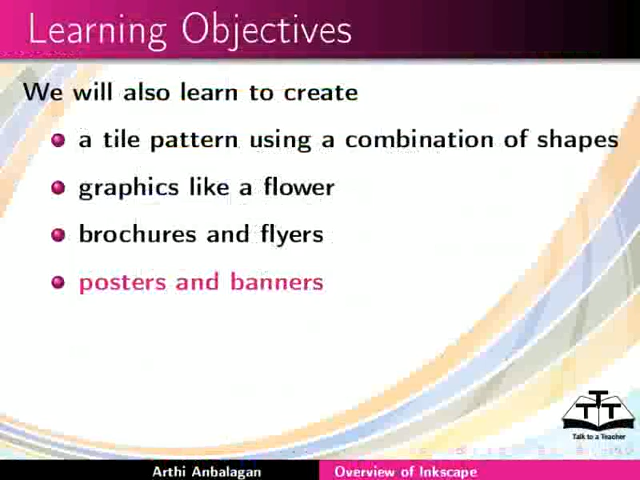 Learning Objectives
We will also learn to create
a tile pattern using a combination of shapes
graphics like a flower
brochures and flyers
posters and banners
TTT
Talk to a Teacher
Arthi Anbalagan Overview of Inkscape